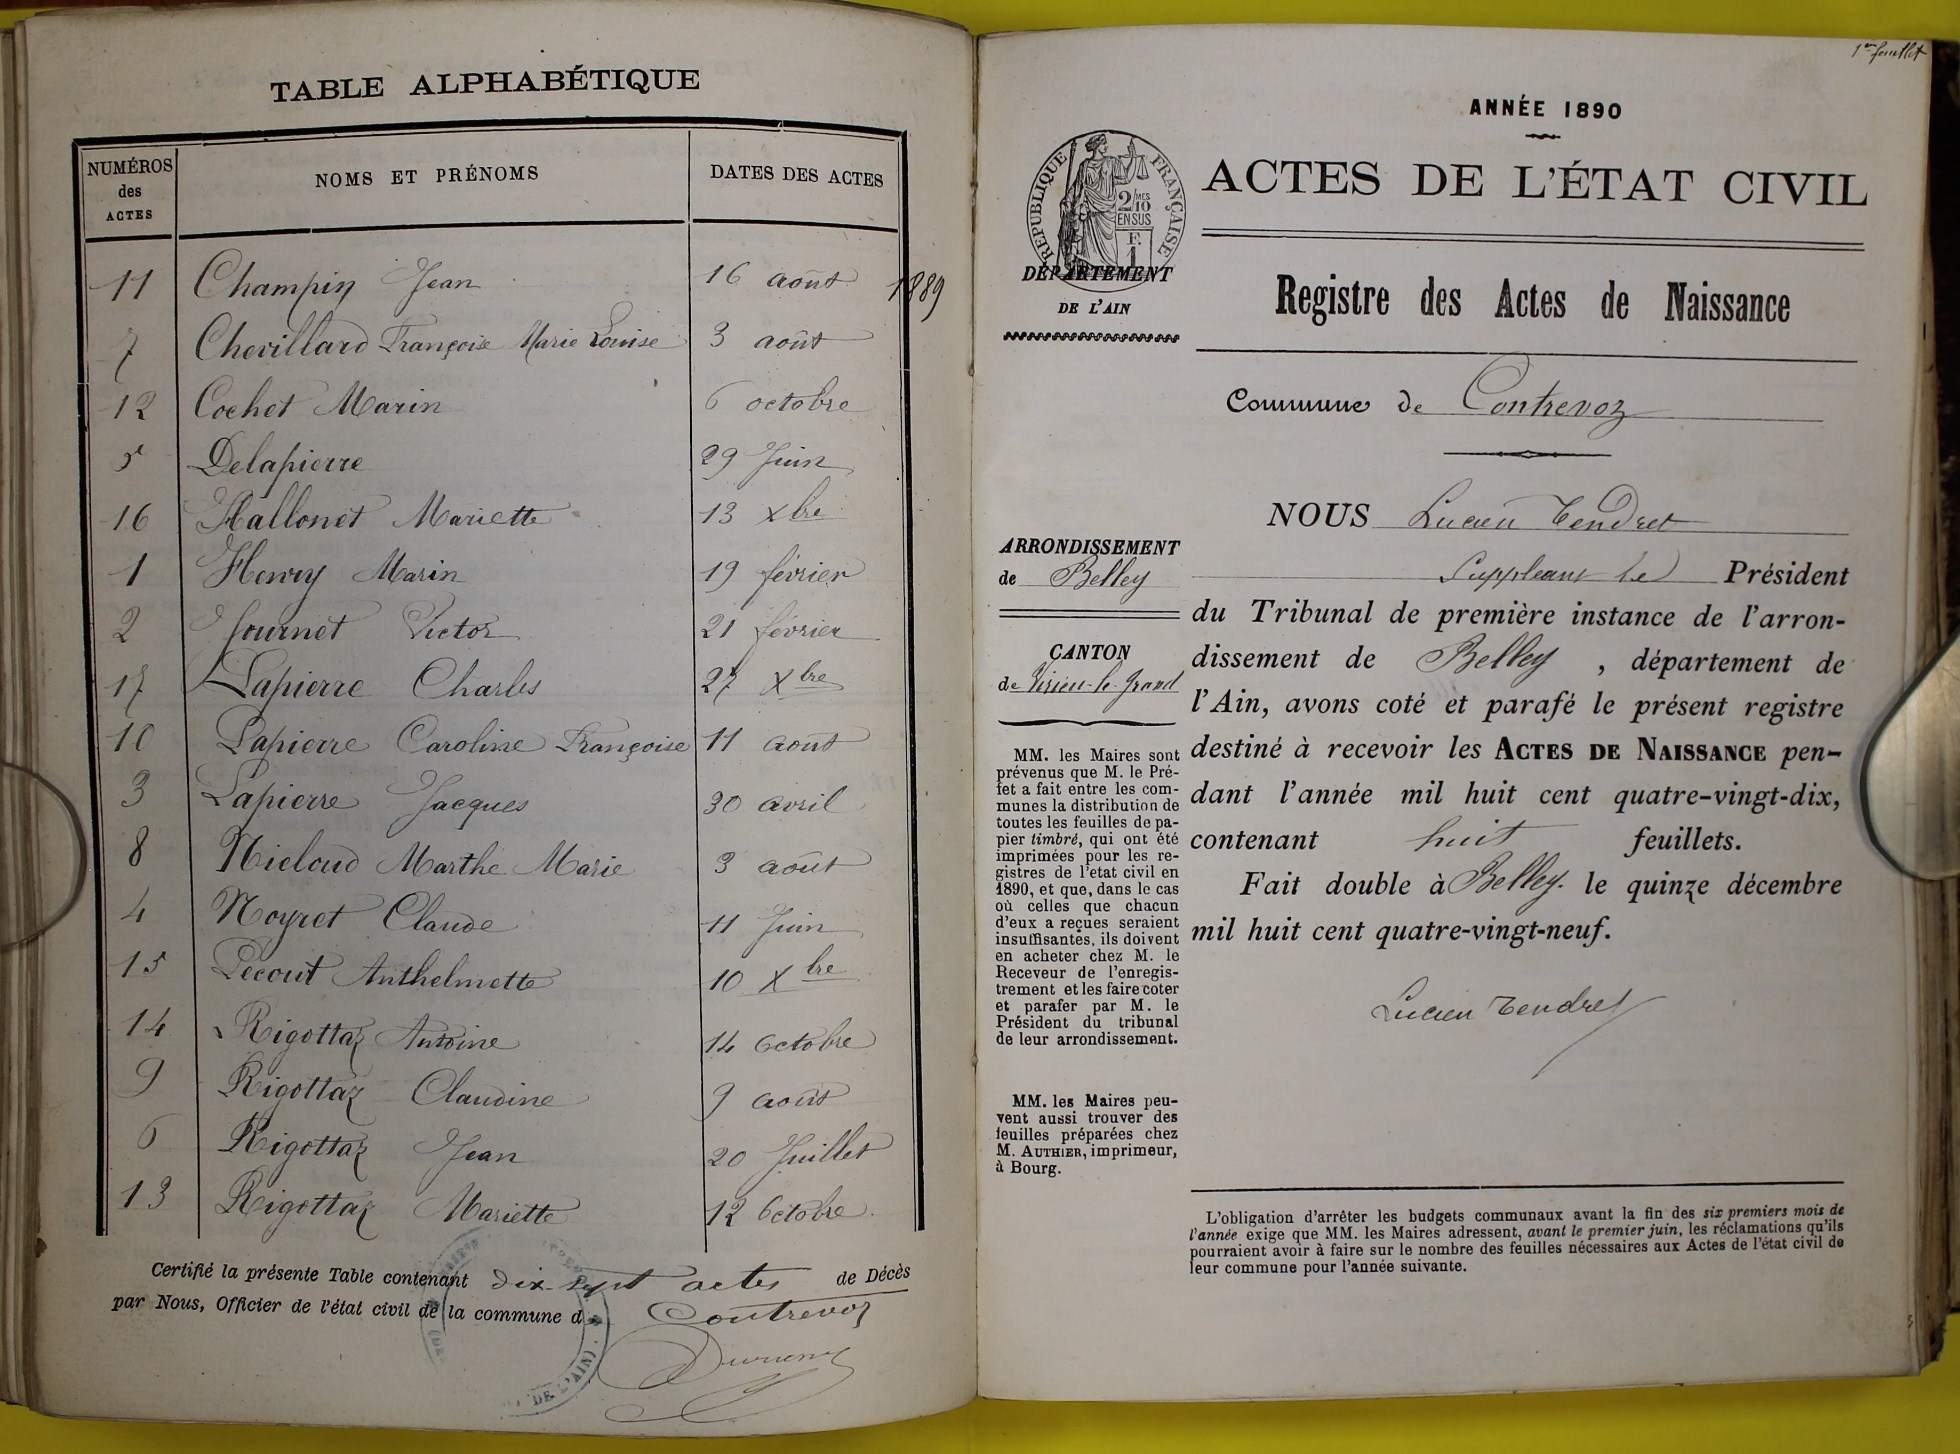 TABLE ALPHABÉTIQUE
NUMÉROS des ACTES NOMS ET PRÉNOMS DATES DES ACTES
11 Champin Jean 16 août 1889
7 Chevillard Françoise Marie Louise 3 août
12 Cochet Marin 6 octobre
5 Delapierre 29 Juin
16 Hallonet Mariette 13 Xbre
1 Henry Marin 19 février
2 Journet Victor 21 février
17 Lapierre Charles 27 Xbre
10 Lapierre Caroline Françoise 11 août
3 Lapierre Jacques 30 avril
8 Nicloud Marthe Marie 3 août
4 Noyret Claude 11 Juin
15 Pecout Anthelmette 10 Xbre
14 Rigottaz Antoine 14 Octobre
9 Rigottaz Claudine 9 août
6 Rigottaz Jean 20 Juillet
13 Rigottaz Mariette 12 Octobre
Certifié la présente Table contenant dix-sept actes de Décès
par Nous, Officier de l'état civil de la commune d Contrevoz
DE L'AIN)
1er feuillet
ANNÉE 1890
RÉPUBLIQUE FRANÇAISE
2/10 MES
EN SUS
F.
1
ACTES DE L'ÉTAT CIVIL
DÉPARTEMENT
DE L'AIN
Registre des Actes de Naissance
Commune de Contrevoz
ARRONDISSEMENT
de Belley
CANTON
de Virieu-le-Grand
MM. les Maires sont
prévenus que M. le Pré-
fet a fait entre les com-
munes la distribution de
toutes les feuilles de pa-
pier timbré, qui ont été
imprimées pour les re-
gistres de l'etat civil en
1890, et que, dans le cas
où celles que chacun
d'eux a reçues seraient
insuffisantes, ils doivent
en acheter chez M. le
Receveur de l'enregis-
trement et les faire coter
et parafer par M. le
Président du tribunal
de leur arrondissement.
MM. les Maires peu-
vent aussi trouver des
feuilles préparées chez
M. AUTHIER, imprimeur,
à Bourg.
NOUS Lucien Tendret
Suppléant le Président
du Tribunal de première instance de l'arron-
dissement de Belley, département de
l'Ain, avons coté et parafé le présent registre
destiné à recevoir les ACTES DE NAISSANCE pen-
dant l'année mil huit cent quatre-vingt-dix,
contenant huit feuillets.
Fait double à Belley. le quinze décembre
mil huit cent quatre-vingt-neuf.
Lucien Tendret
L'obligation d'arrêter les budgets communaux avant la fin des six premiers mois de
l'année exige que MM. les Maires adressent, avant le premier juin, les réclamations qu'ils
pourraient avoir à faire sur le nombre des feuilles nécessaires aux Actes de l'état civil de
leur commune pour l'année suivante.